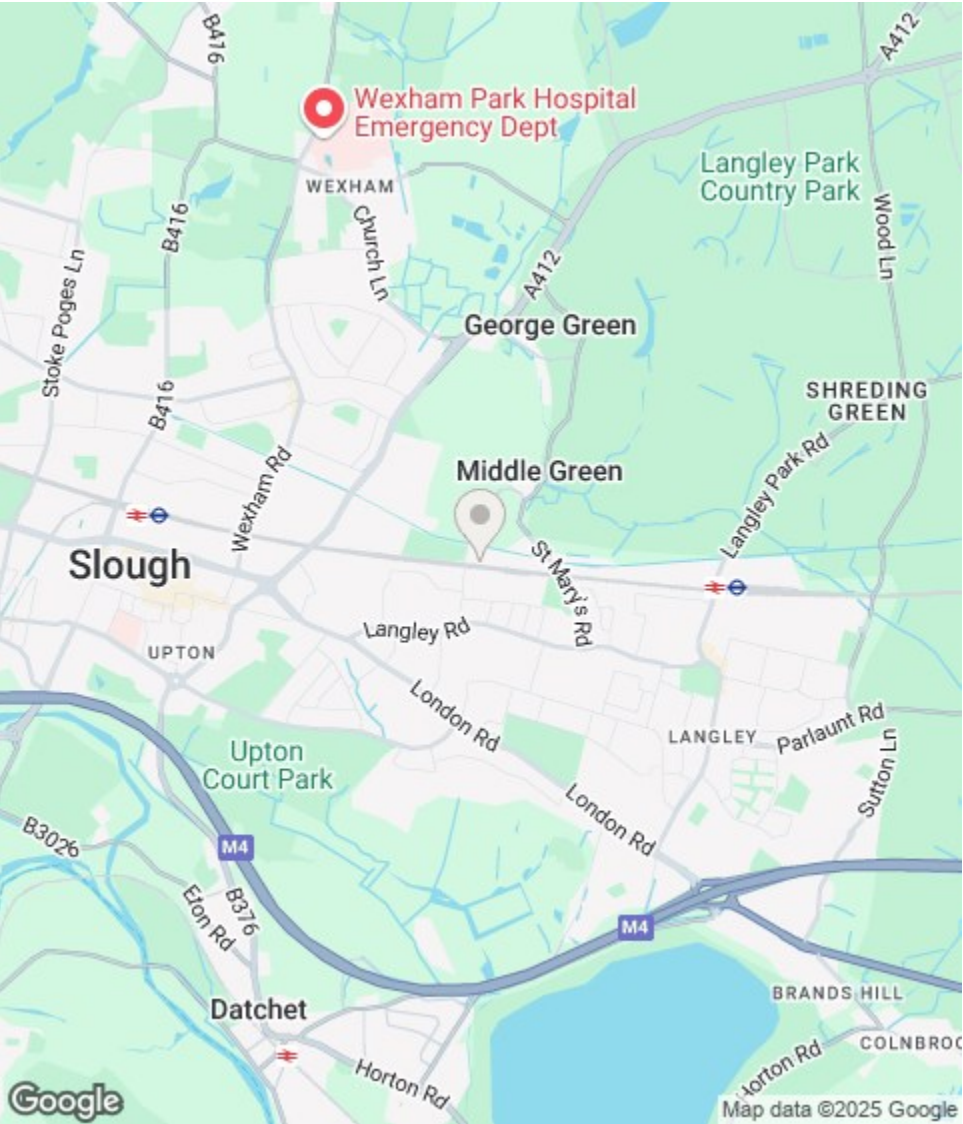 B416
A412
Wexham Park Hospital
Emergency Dept
Langley Park
Country Park
WEXHAM
Church Ln
B416
Wood Ln
Stoke Poges Ln
A412
George Green
B416
SHREDING
GREEN
Wexham Rd
Middle Green
Langley Park Rd
Slough
St Mary's Rd
Langley Rd
UPTON
London Rd
LANGLEY
Parlaunt Rd
Upton
Court Park
Sutton Ln
London Rd
B3026
M4
Eton Rd
B376
M4
BRANDS HILL
Datchet
COLNBROO
Horton Rd
Horton Rd
Google
Map data ©2025 Google